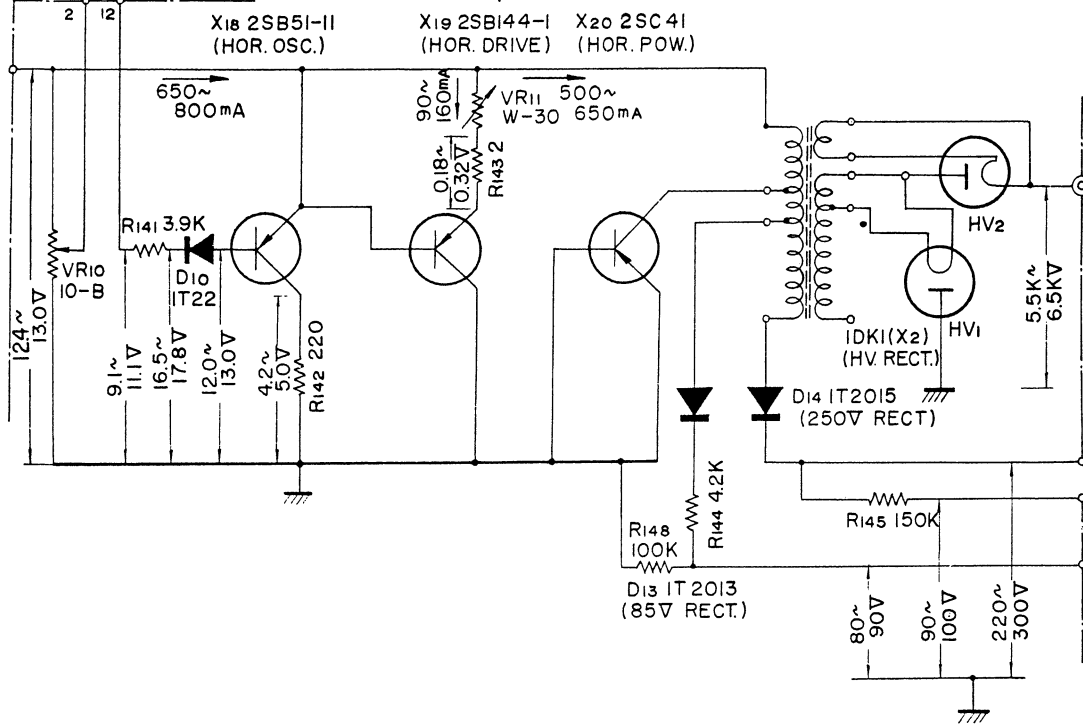 2
12
X18 2SB51-11
(HOR. OSC.)
X19 2SB144-1
(HOR. DRIVE)
X20 2SC41
(HOR. POW.)
650~
800mA
90~
160mA
VR11
W-30
500~
650mA
0.18~
0.32V
R143 2
R141 3.9K
D10
1T22
VR10
10-B
12.4~
13.0V
9.1~
11.1V
16.5~
17.8V
12.0~
13.0V
4.2~
5.0V
R142 220
HV2
HV1
5.5K~
6.5KV
1DK1(X2)
(HV. RECT.)
D14 1T2015
(250V RECT)
R144 4.2K
R145 150K
R148
100K
D13 1T2013
(85V RECT.)
80~
90V
90~
100V
220~
300V